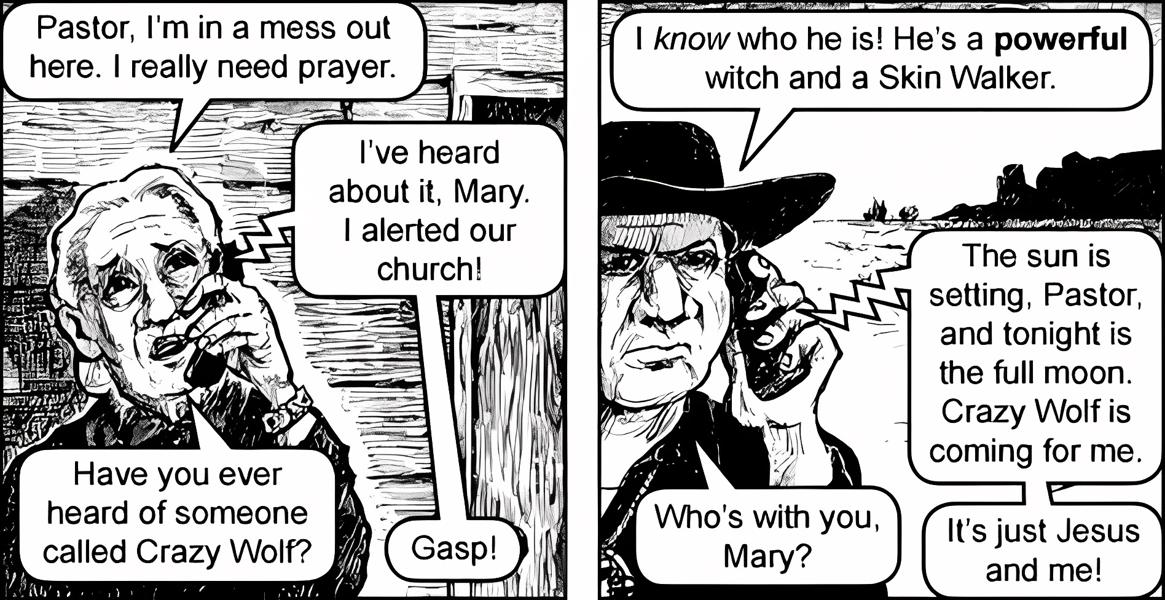 Pastor, I'm in a mess out
here. I really need prayer.
I've heard
about it, Mary.
I alerted our
church!
Have you ever
heard of someone
called Crazy Wolf?
Gasp!
I know who he is! He's a powerful
witch and a Skin Walker.
The sun is
setting, Pastor,
and tonight is
the full moon.
Crazy Wolf is
coming for me.
Who's with you,
Mary?
It's just Jesus
and me!